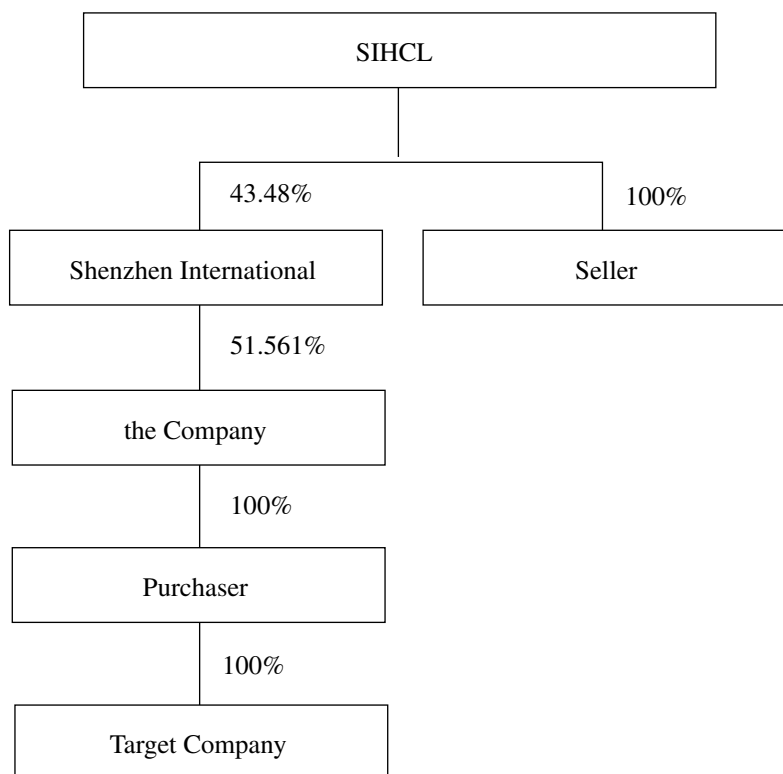 SIHCL
43.48%
100%
Shenzhen International
Seller
51.561%
the Company
100%
Purchaser
100%
Target Company